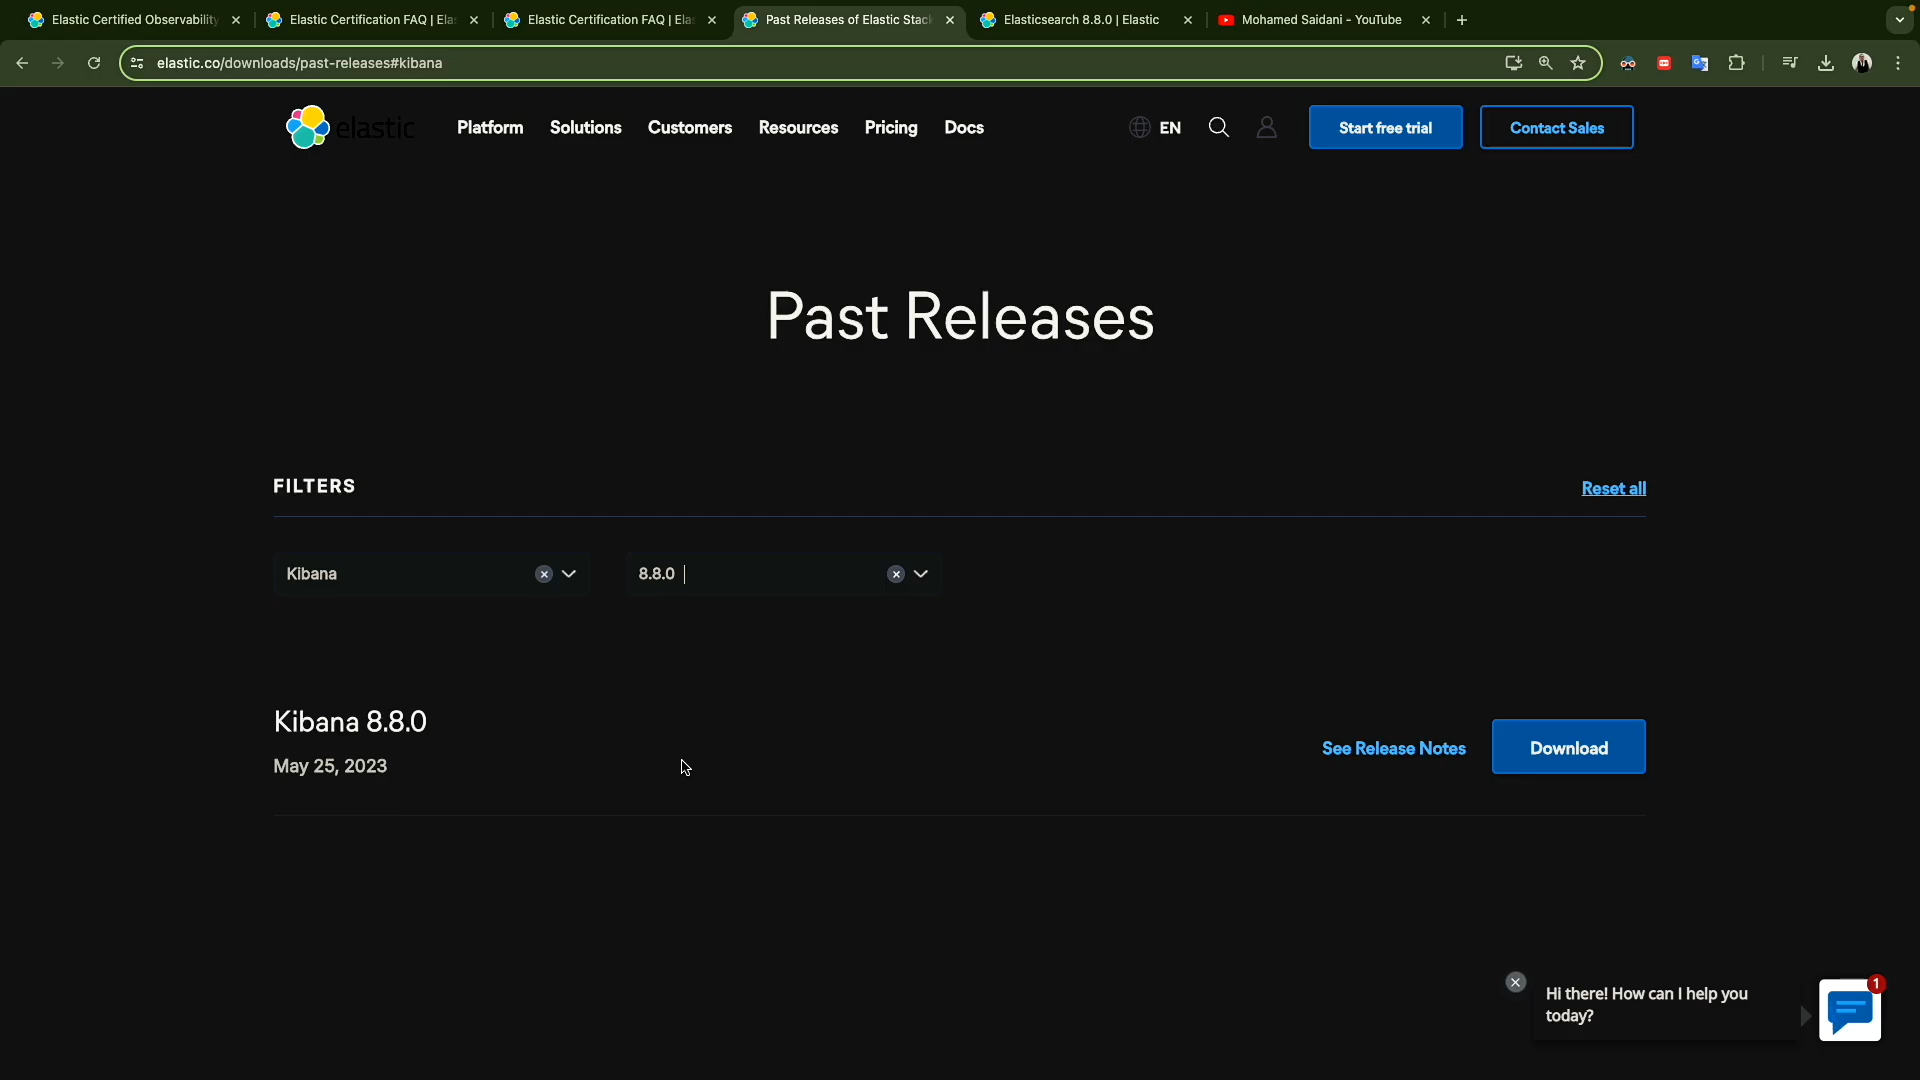 Elastic Certified Observability
Elastic Certification FAQ | Ela
Elastic Certification FAQ | Ela
Past Releases of Elastic Stack
Elasticsearch 8.8.0 | Elastic
Mohamed Saidani - YouTube
elastic.co/downloads/past-releases#kibana
elastic
Platform
Solutions
Customers
Resources
Pricing
Docs
EN
Start free trial
Contact Sales
Past Releases
FILTERS
Reset all
Kibana
8.8.0
Kibana 8.8.0
May 25, 2023
See Release Notes
Download
Hi there! How can I help you
today?
1